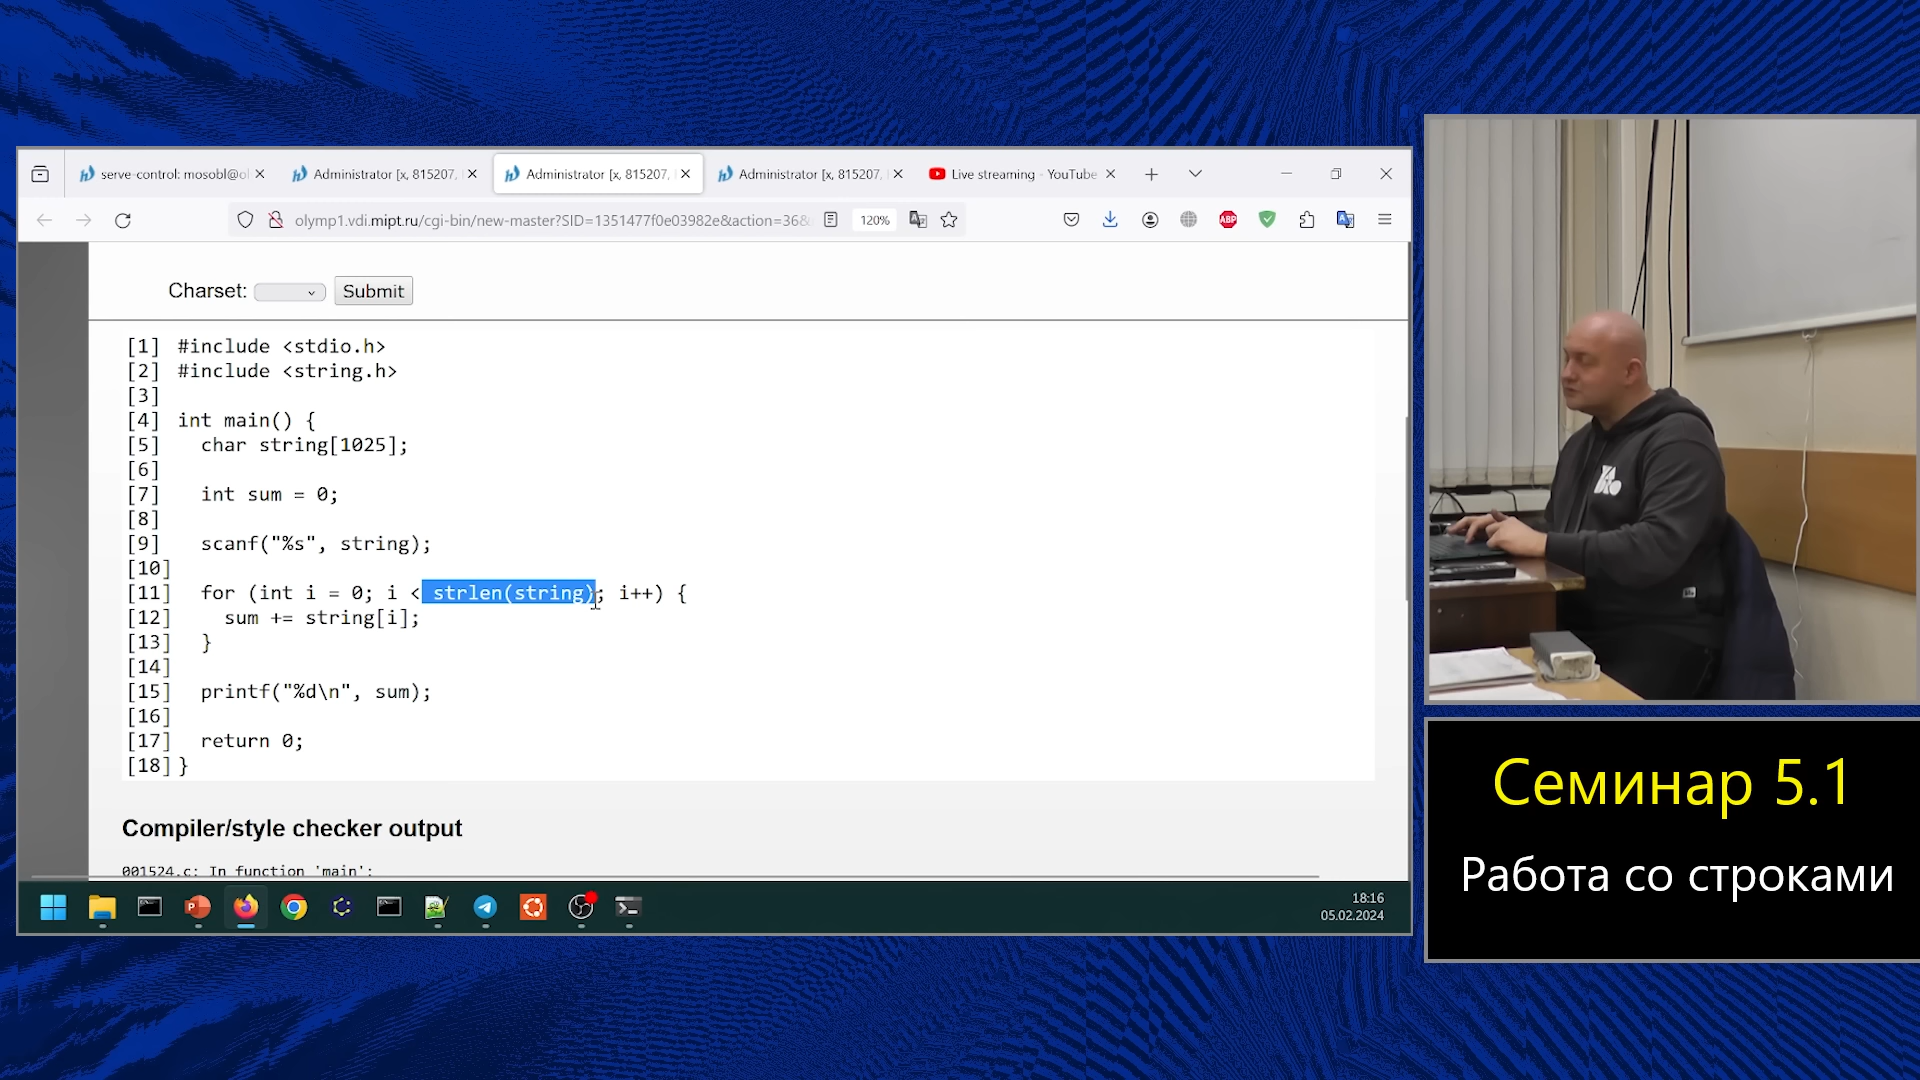 serve-control: mosobl@ol
Administrator [x, 815207,
Administrator [x, 815207,
Administrator [x, 815207,
Live streaming - YouTube
olymp1.vdi.mipt.ru/cgi-bin/new-master?SID=1351477f0e03982e&action=36&
120%
ABP
Charset:
Submit
[1] #include <stdio.h>
[2] #include <string.h>
[3]
[4] int main() {
[5] char string[1025];
[6]
[7] int sum = 0;
[8]
[9] scanf("%s", string);
[10]
[11] for (int i = 0; i < strlen(string); i++) {
[12] sum += string[i];
[13] }
[14]
[15] printf("%d\n", sum);
[16]
[17] return 0;
[18] }
Compiler/style checker output
001524.c: In function 'main':
18:16
05.02.2024
Семинар 5.1
Работа со строками